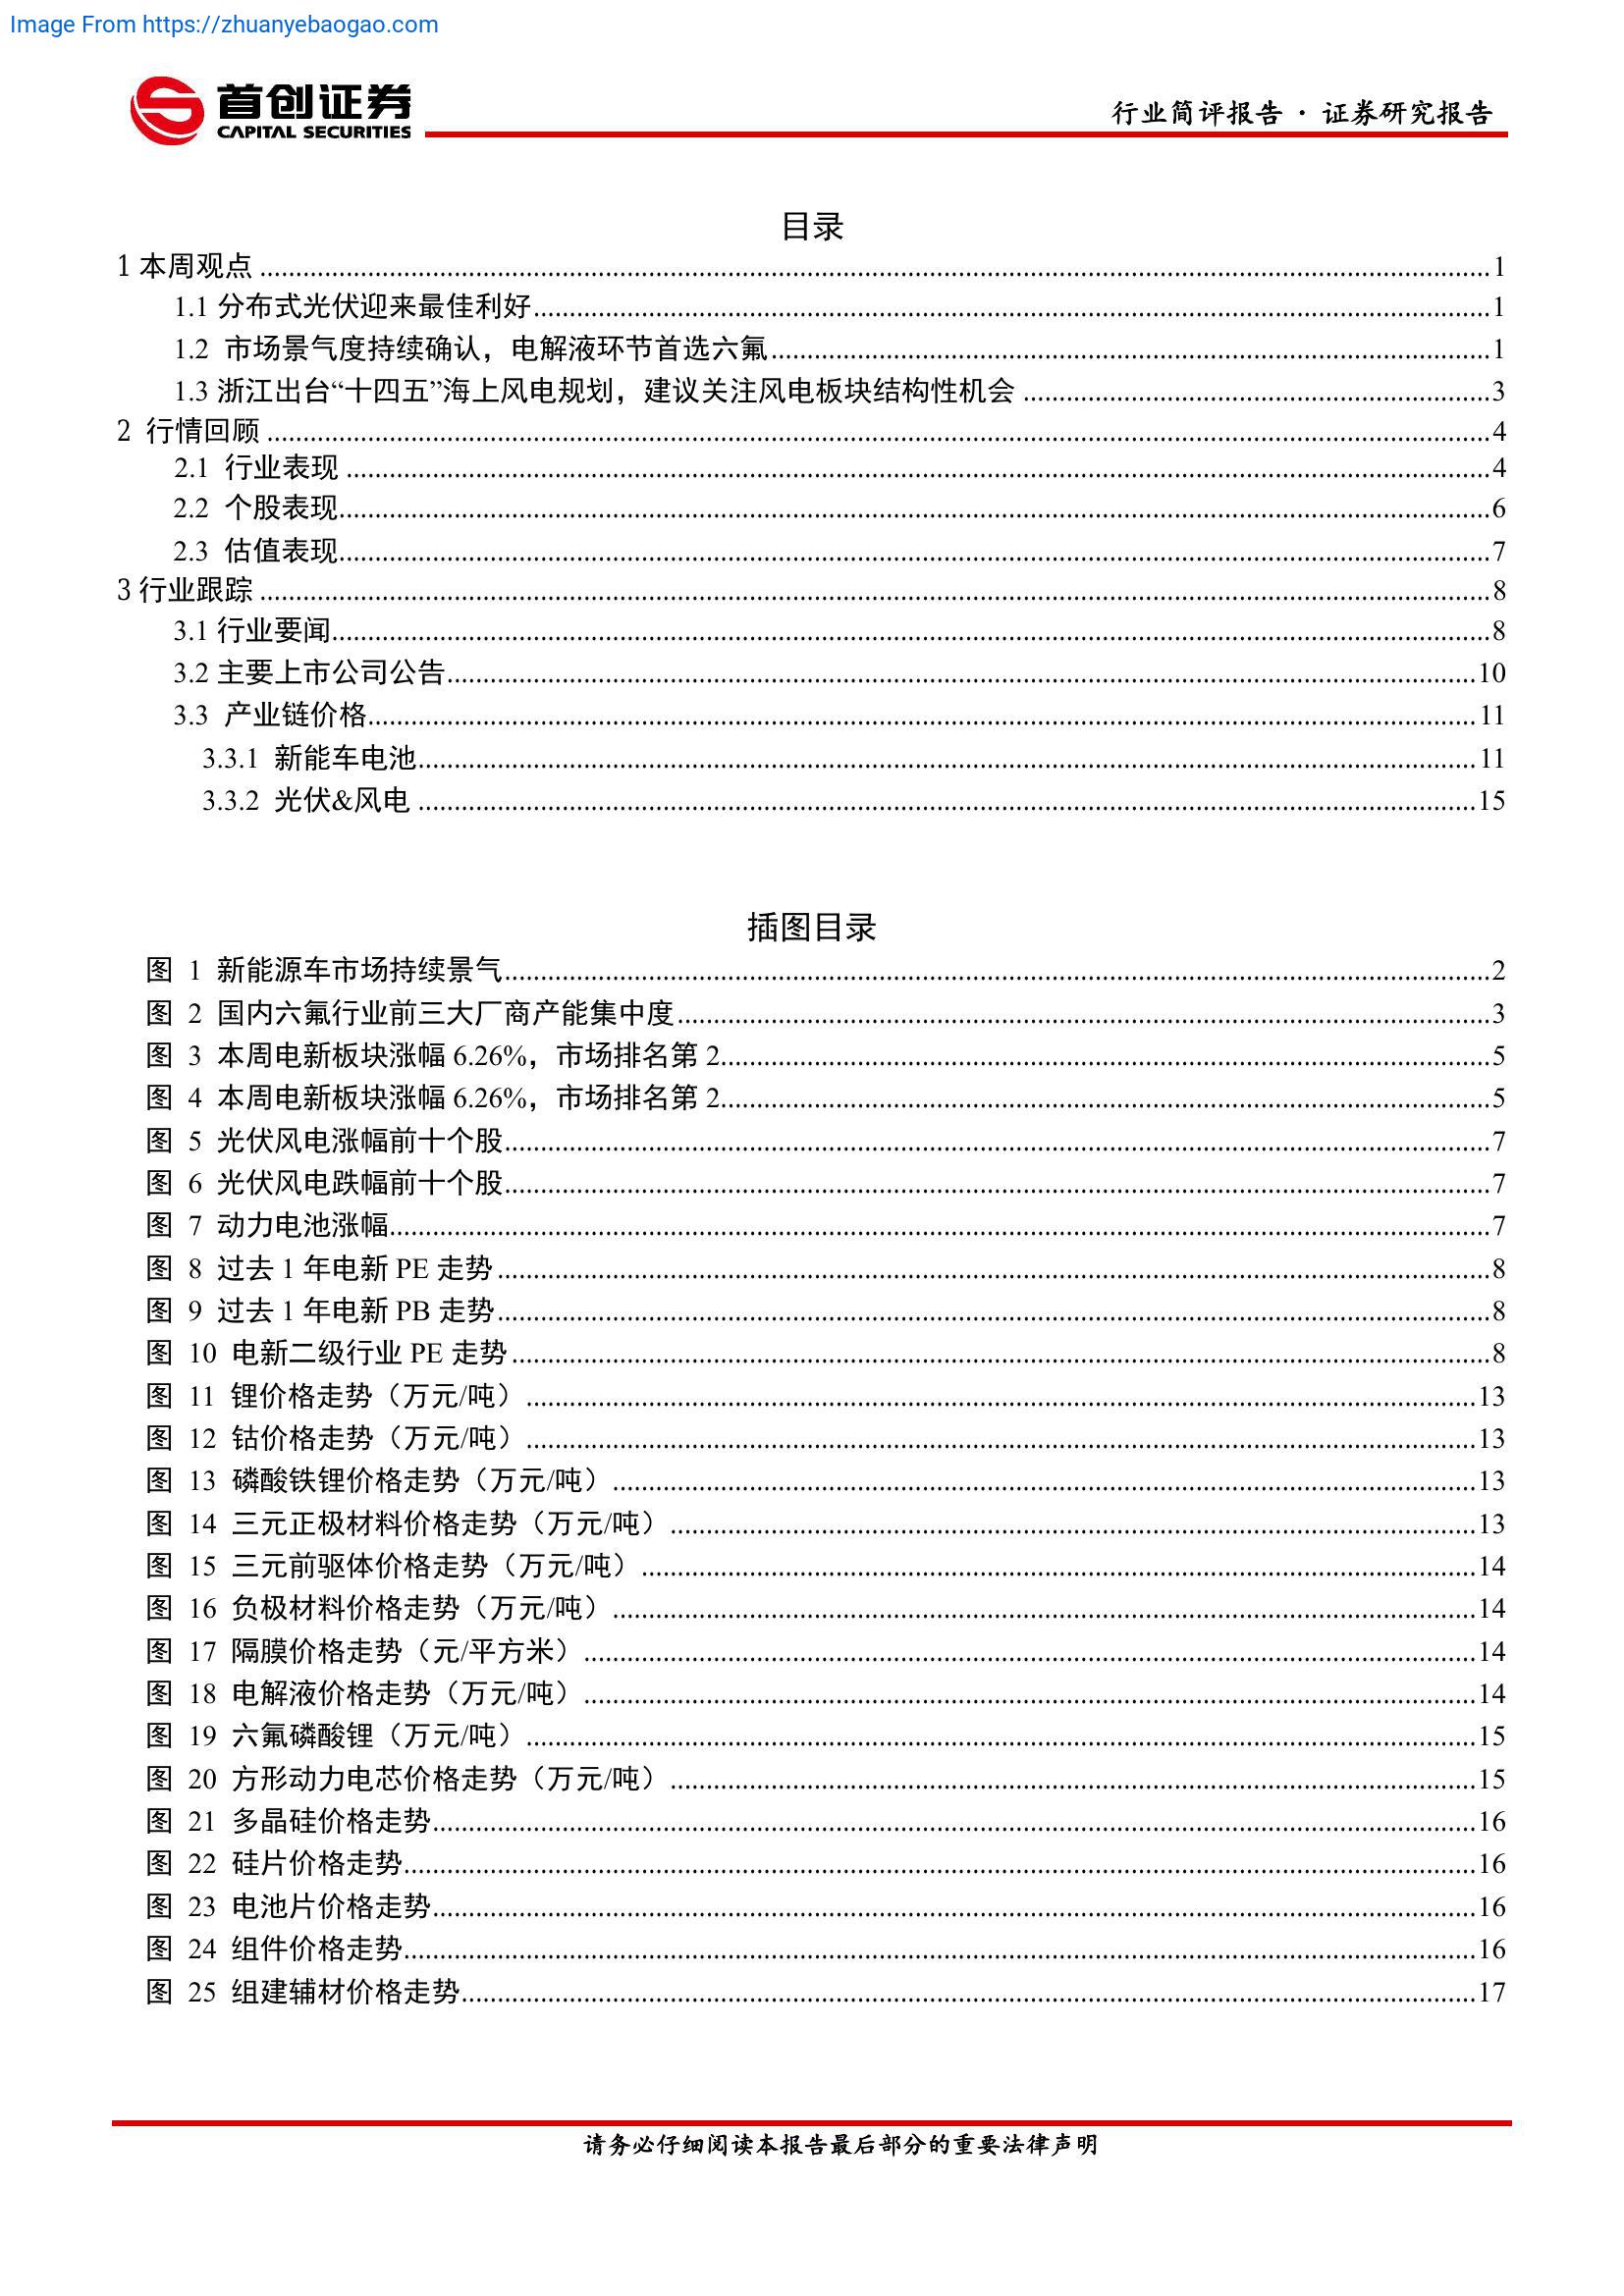 Image From https://zhuanyebaogao.com
首创证券
CAPITAL SECURITIES
行业简评报告 · 证券研究报告
目录
1 本周观点 ........ 1
1.1 分布式光伏迎来最佳利好 ........ 1
1.2 市场景气度持续确认，电解液环节首选六氟 ........ 1
1.3 浙江出台“十四五”海上风电规划，建议关注风电板块结构性机会 ........ 3
2 行情回顾 ........ 4
2.1 行业表现 ........ 4
2.2 个股表现 ........ 6
2.3 估值表现 ........ 7
3 行业跟踪 ........ 8
3.1 行业要闻 ........ 8
3.2 主要上市公司公告 ........ 10
3.3 产业链价格 ........ 11
3.3.1 新能车电池 ........ 11
3.3.2 光伏&风电 ........ 15
插图目录
图 1 新能源车市场持续景气 ........ 2
图 2 国内六氟行业前三大厂商产能集中度 ........ 3
图 3 本周电新板块涨幅 6.26%，市场排名第 2 ........ 5
图 4 本周电新板块涨幅 6.26%，市场排名第 2 ........ 5
图 5 光伏风电涨幅前十个股 ........ 7
图 6 光伏风电跌幅前十个股 ........ 7
图 7 动力电池涨幅 ........ 7
图 8 过去 1 年电新 PE 走势 ........ 8
图 9 过去 1 年电新 PB 走势 ........ 8
图 10 电新二级行业 PE 走势 ........ 8
图 11 锂价格走势（万元/吨） ........ 13
图 12 钴价格走势（万元/吨） ........ 13
图 13 磷酸铁锂价格走势（万元/吨） ........ 13
图 14 三元正极材料价格走势（万元/吨） ........ 13
图 15 三元前驱体价格走势（万元/吨） ........ 14
图 16 负极材料价格走势（万元/吨） ........ 14
图 17 隔膜价格走势（元/平方米） ........ 14
图 18 电解液价格走势（万元/吨） ........ 14
图 19 六氟磷酸锂（万元/吨） ........ 15
图 20 方形动力电芯价格走势（万元/吨） ........ 15
图 21 多晶硅价格走势 ........ 16
图 22 硅片价格走势 ........ 16
图 23 电池片价格走势 ........ 16
图 24 组件价格走势 ........ 16
图 25 组建辅材价格走势 ........ 17
请务必仔细阅读本报告最后部分的重要法律声明